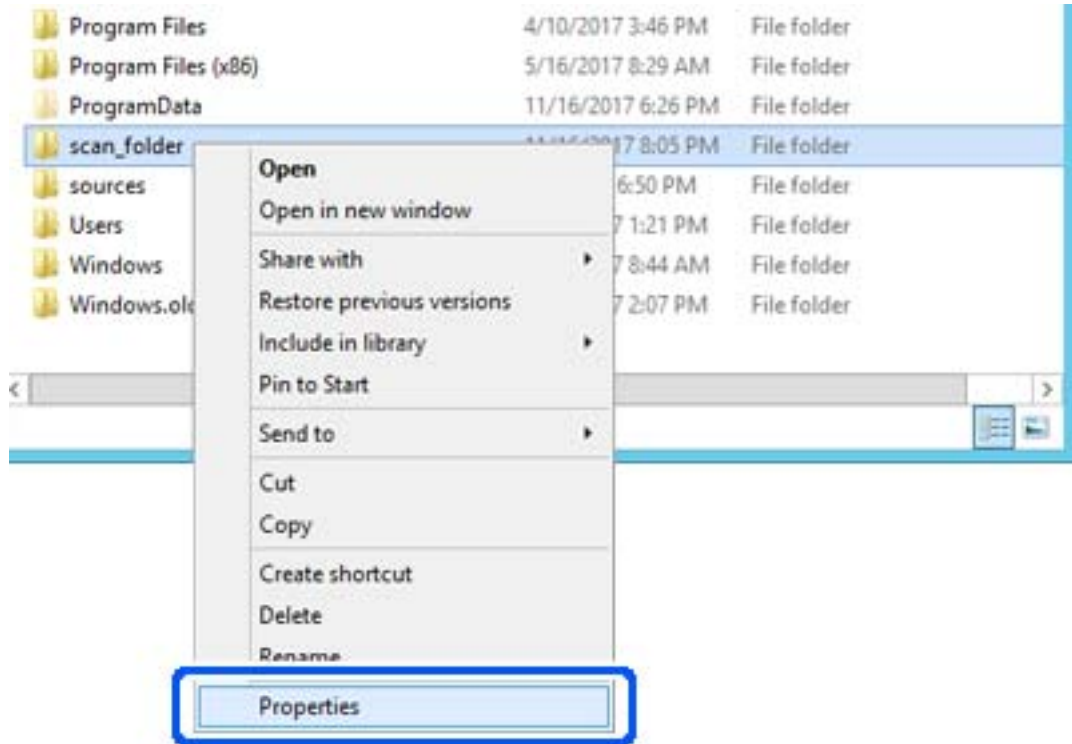 Program Files 4/10/2017 3:46 PM File folder
Program Files (x86) 5/16/2017 8:29 AM File folder
ProgramData 11/16/2017 6:26 PM File folder
scan_folder 8:05 PM File folder
sources 6:50 PM File folder
Users 1:21 PM File folder
Windows 8:44 AM File folder
Windows.old 2:07 PM File folder
Open
Open in new window
Share with
Restore previous versions
Include in library
Pin to Start
Send to
Cut
Copy
Create shortcut
Delete
Rename
Properties